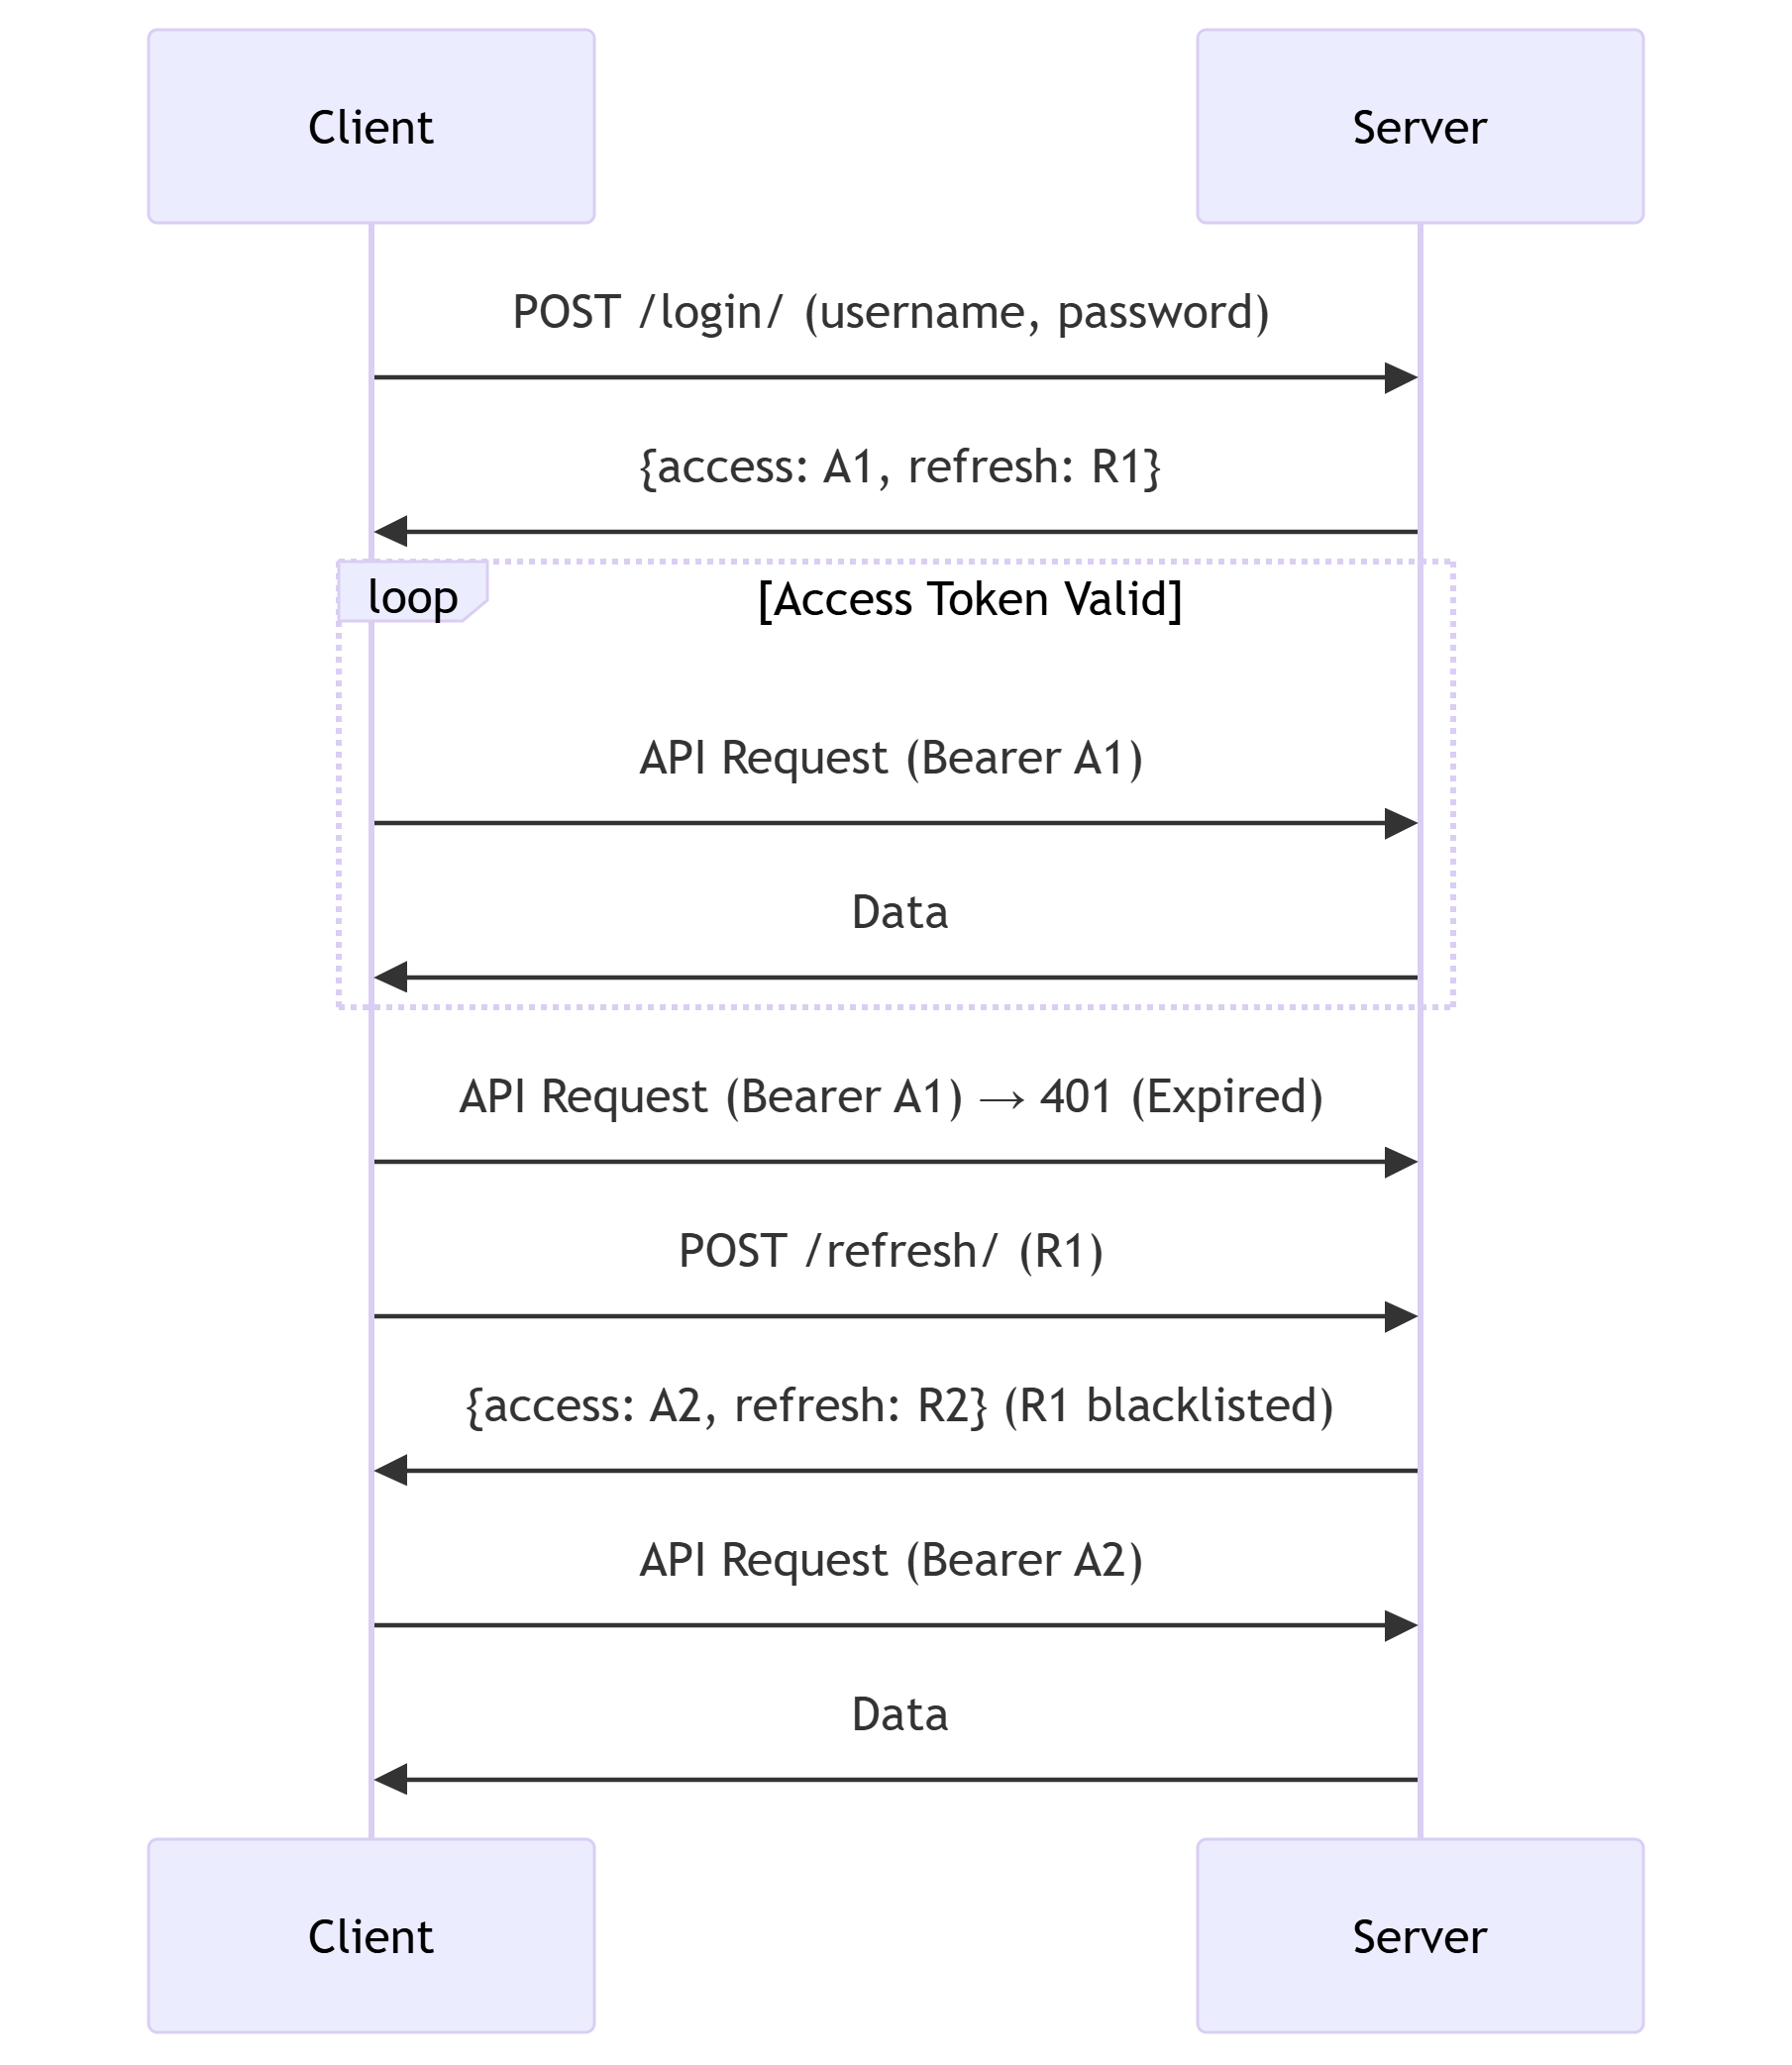 Client
Server
POST /login/ (username, password)
{access: A1, refresh: R1}
loop
[Access Token Valid]
API Request (Bearer A1)
Data
API Request (Bearer A1) → 401 (Expired)
POST /refresh/ (R1)
{access: A2, refresh: R2} (R1 blacklisted)
API Request (Bearer A2)
Data
Client
Server